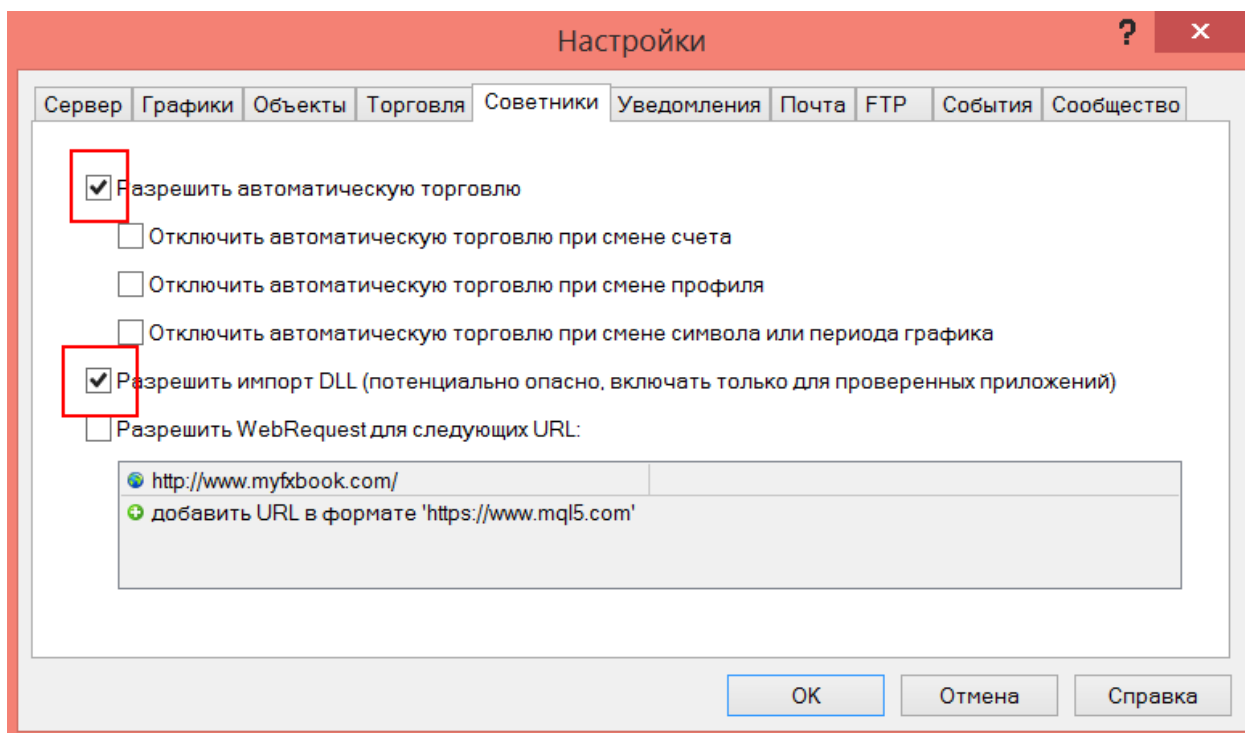 Настройки
Сервер Графики Объекты Торговля Советники Уведомления Почта FTP События Сообщество
Разрешить автоматическую торговлю
Отключить автоматическую торговлю при смене счета
Отключить автоматическую торговлю при смене профиля
Отключить автоматическую торговлю при смене символа или периода графика
Разрешить импорт DLL (потенциально опасно, включать только для проверенных приложений)
Разрешить WebRequest для следующих URL:
http://www.myfxbook.com/
добавить URL в формате 'https://www.mql5.com'
OK Отмена Справка